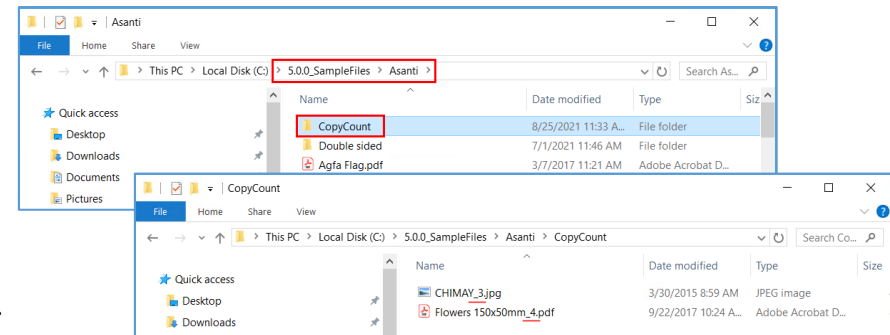 Asanti
File Home Share View
This PC > Local Disk (C:) > 5.0.0_SampleFiles > Asanti >
Search As...
Name Date modified Type Siz
Quick access
CopyCount 8/25/2021 11:33 A... File folder
Desktop
Double sided 7/1/2021 11:46 AM File folder
Downloads
Agfa Flag.pdf 3/7/2017 11:21 AM Adobe Acrobat D...
Documents
Pictures
CopyCount
File Home Share View
This PC > Local Disk (C:) > 5.0.0_SampleFiles > Asanti > CopyCount
Search Co...
Name Date modified Type Size
Quick access
CHIMAY_3.jpg 3/30/2015 8:59 AM JPEG image
Desktop
Flowers 150x50mm_4.pdf 9/22/2017 10:24 A... Adobe Acrobat D...
Downloads